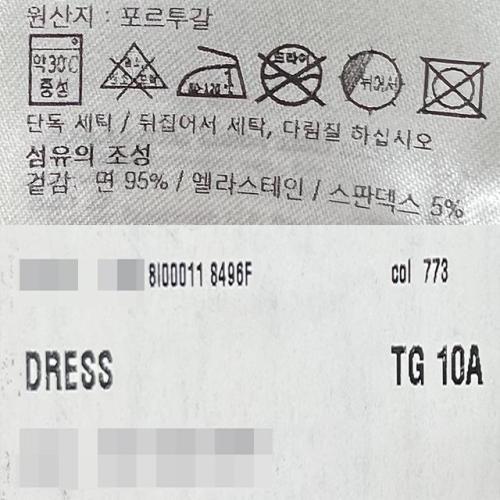 원산지 : 포르투갈
약30℃
중성
드라이
뉘어서
단독 세탁 / 뒤집어서 세탁, 다림질 하십시오
섬유의 조성
겉감: 면 95% / 엘라스테인 / 스판덱스 5%
8I00011 8496F col 773
DRESS TG 10A